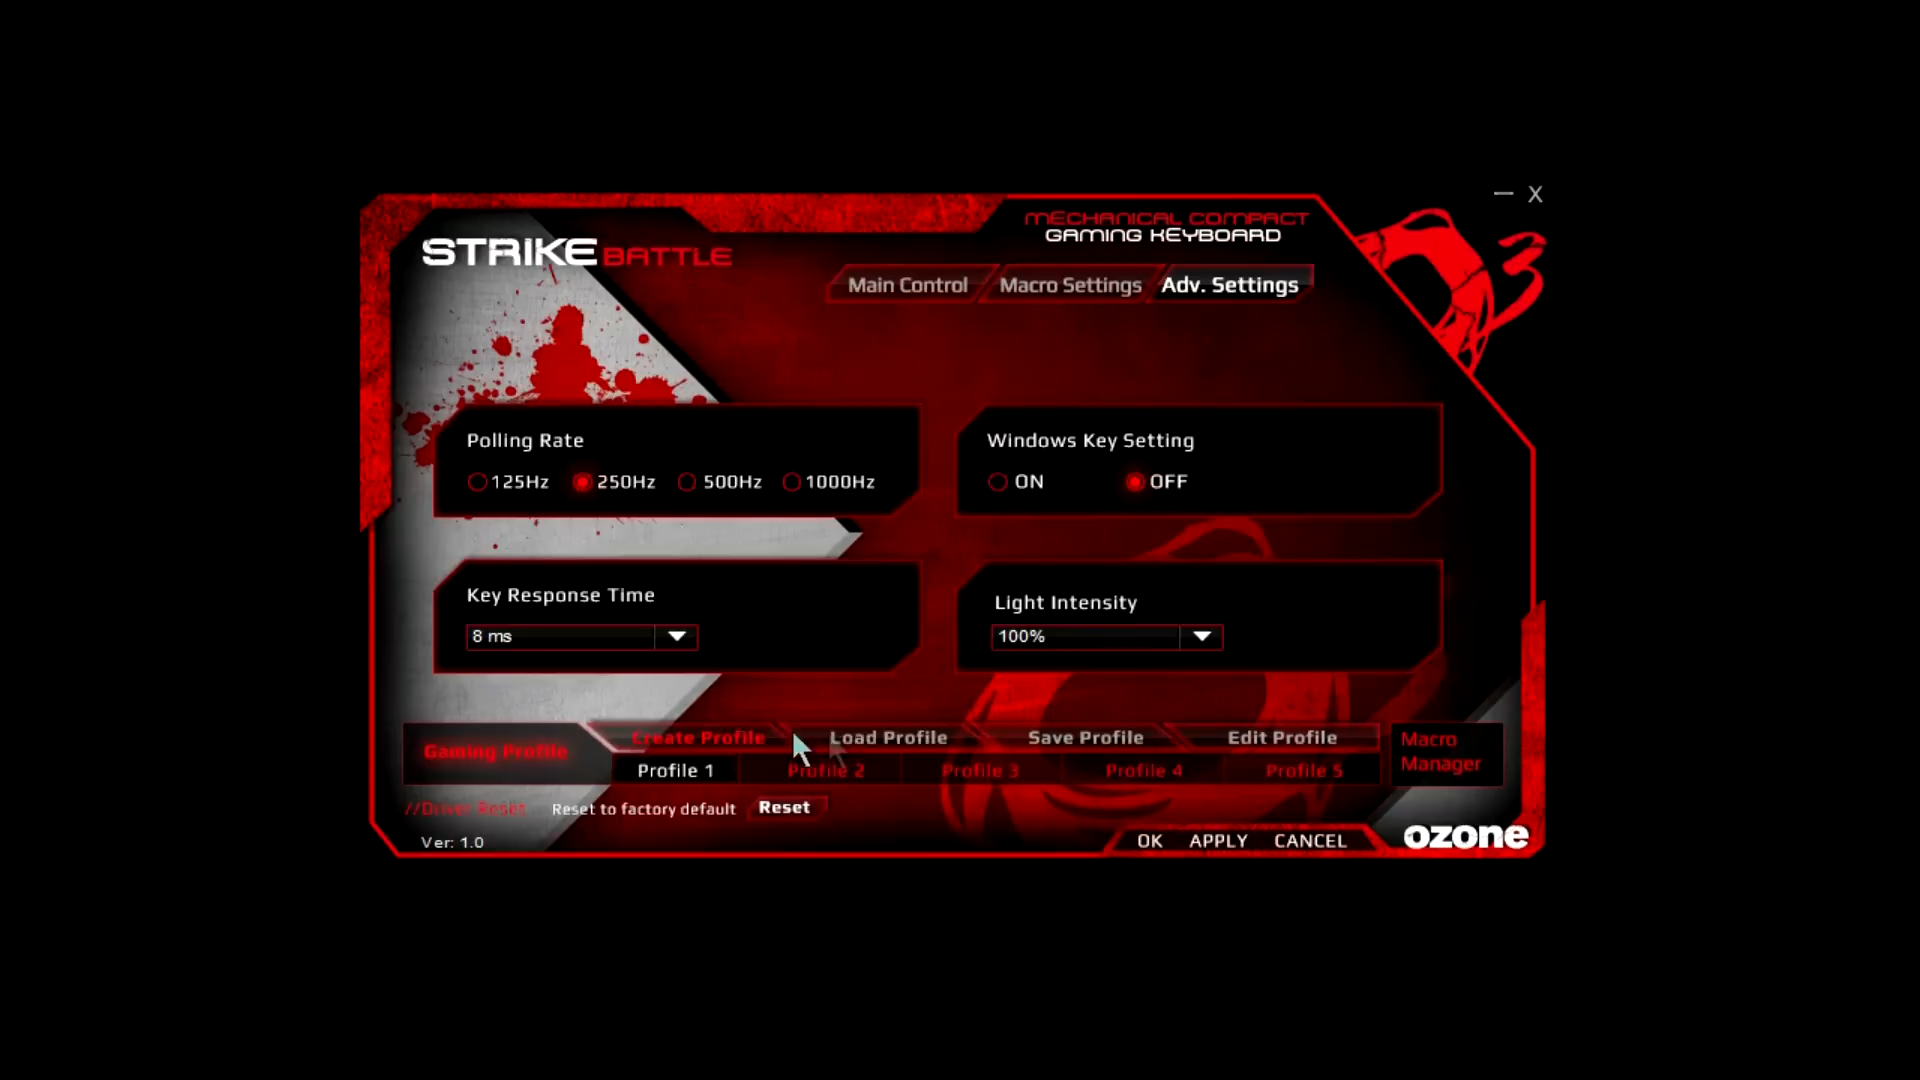 — X
MECHANICAL COMPACT
GAMING KEYBOARD
STRIKE BATTLE
Main Control Macro Settings Adv. Settings
3
Polling Rate
125Hz 250Hz 500Hz 1000Hz
Windows Key Setting
ON OFF
Key Response Time
8 ms
Light Intensity
100%
Gaming Profile
Create Profile Load Profile Save Profile Edit Profile
Profile 1 Profile 2 Profile 3 Profile 4 Profile 5
Macro
Manager
//Driver Reset Reset to factory default Reset
Ver: 1.0
OK APPLY CANCEL
ozone